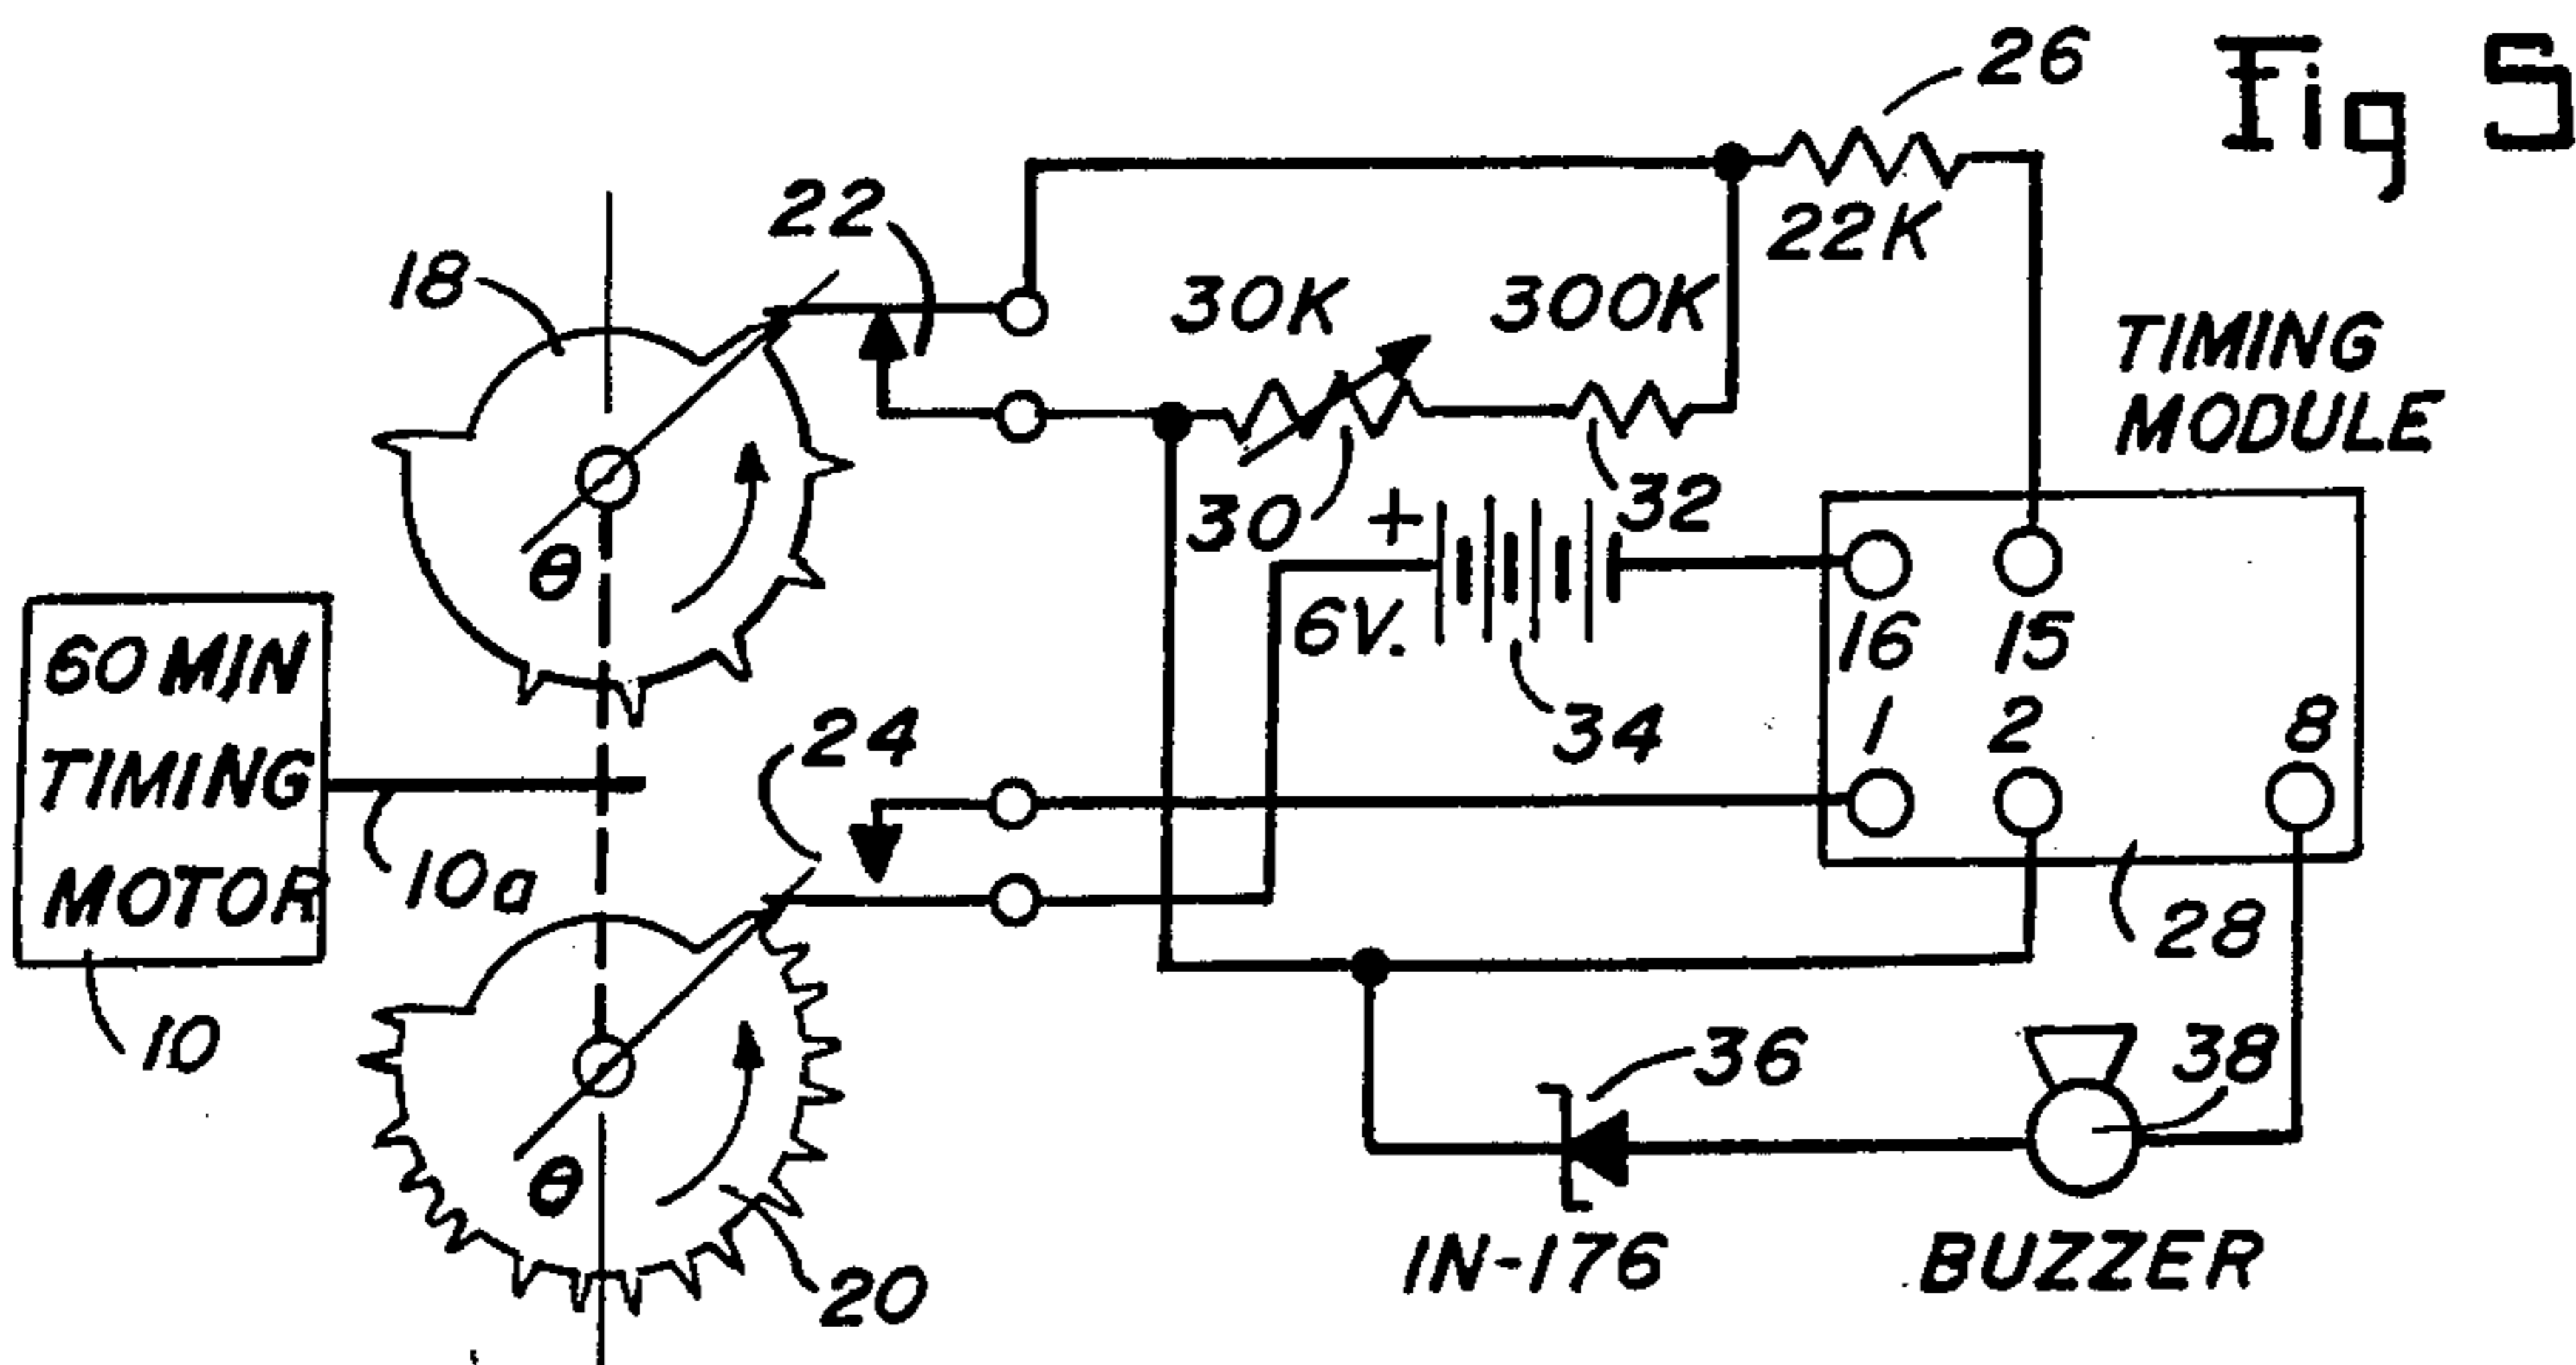 Fig 5
26
22K
22
18
30K
300K
TIMING
MODULE
30
32
+
6V.
34
16
15
1
2
8
28
θ
60 MIN
TIMING
MOTOR
10
10a
24
θ
20
36
IN-176
38
BUZZER